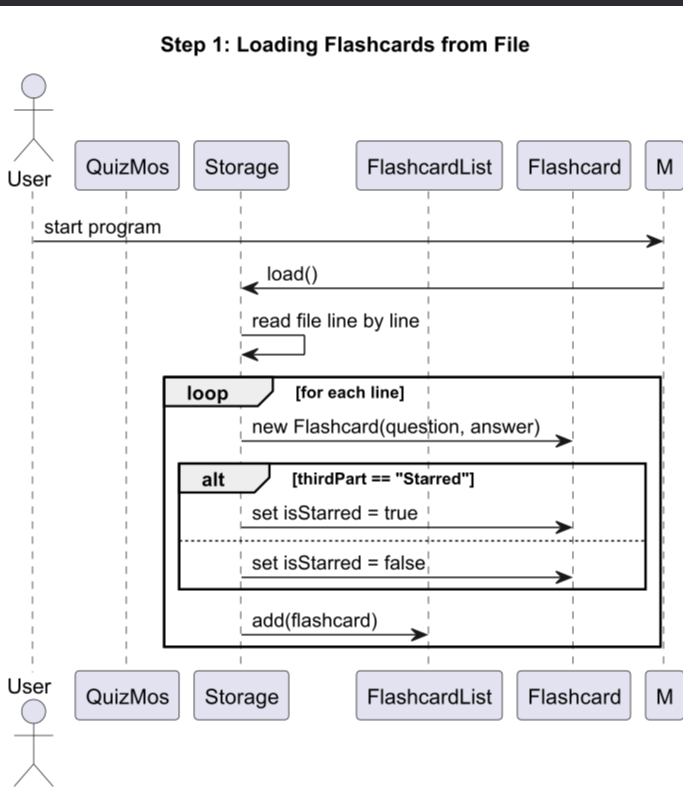 Step 1: Loading Flashcards from File
User
QuizMos
Storage
FlashcardList
Flashcard
M
start program
load()
read file line by line
loop
[for each line]
new Flashcard(question, answer)
alt
[thirdPart == "Starred"]
set isStarred = true
set isStarred = false
add(flashcard)
User
QuizMos
Storage
FlashcardList
Flashcard
M